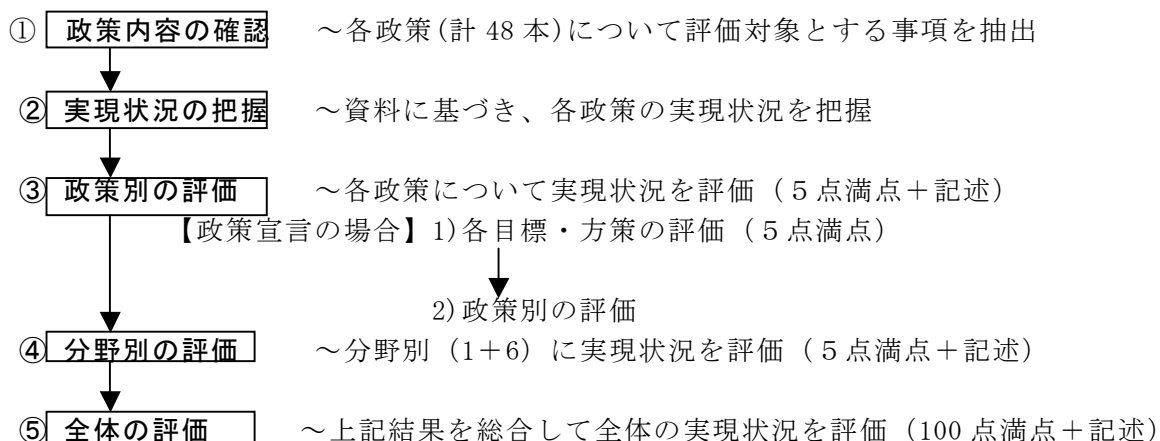 ① 政策内容の確認 ～各政策(計 48 本)について評価対象とする事項を抽出
② 実現状況の把握 ～資料に基づき、各政策の実現状況を把握
③ 政策別の評価 ～各政策について実現状況を評価（５点満点＋記述）
【政策宣言の場合】1)各目標・方策の評価（５点満点）
2)政策別の評価
④ 分野別の評価 ～分野別（1＋6）に実現状況を評価（５点満点＋記述）
⑤ 全体の評価 ～上記結果を総合して全体の実現状況を評価（100 点満点＋記述）